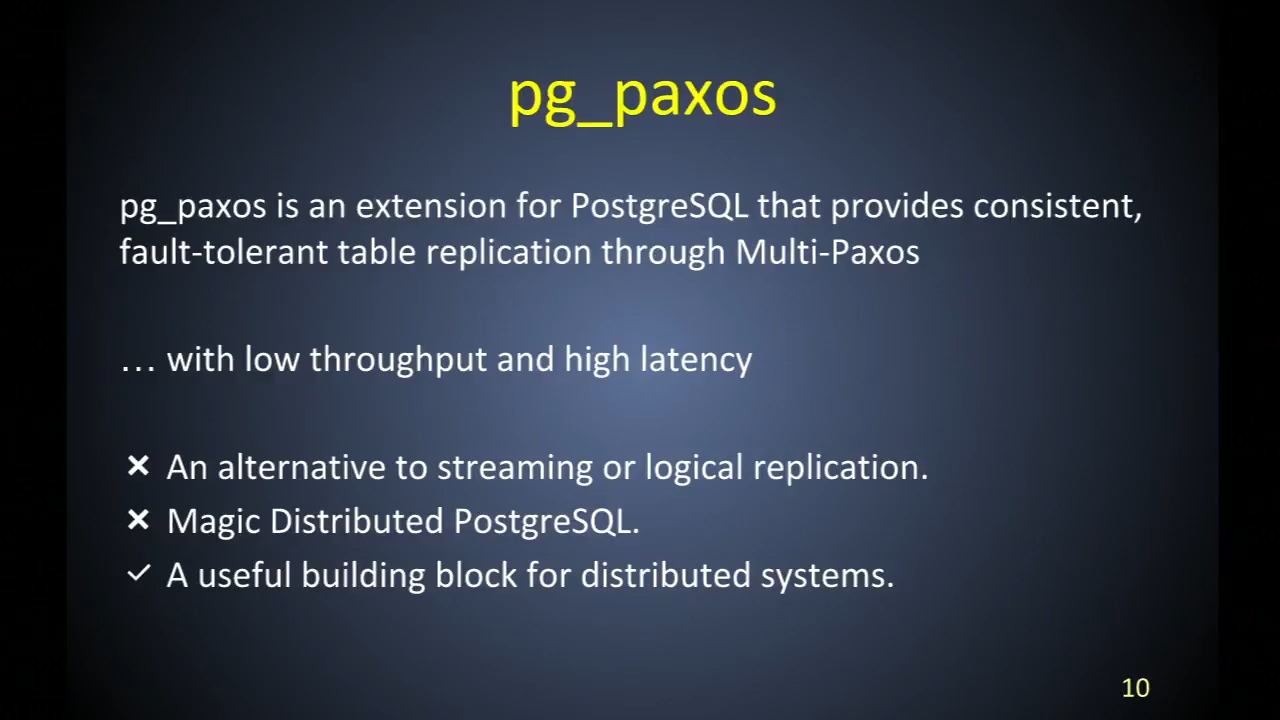 pg_paxos
pg_paxos is an extension for PostgreSQL that provides consistent,
fault-tolerant table replication through Multi-Paxos
… with low throughput and high latency
✕ An alternative to streaming or logical replication.
✕ Magic Distributed PostgreSQL.
✓ A useful building block for distributed systems.
10